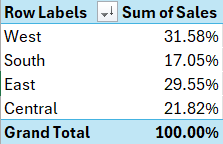 Row Labels Sum of Sales
West 31.58%
South 17.05%
East 29.55%
Central 21.82%
Grand Total 100.00%